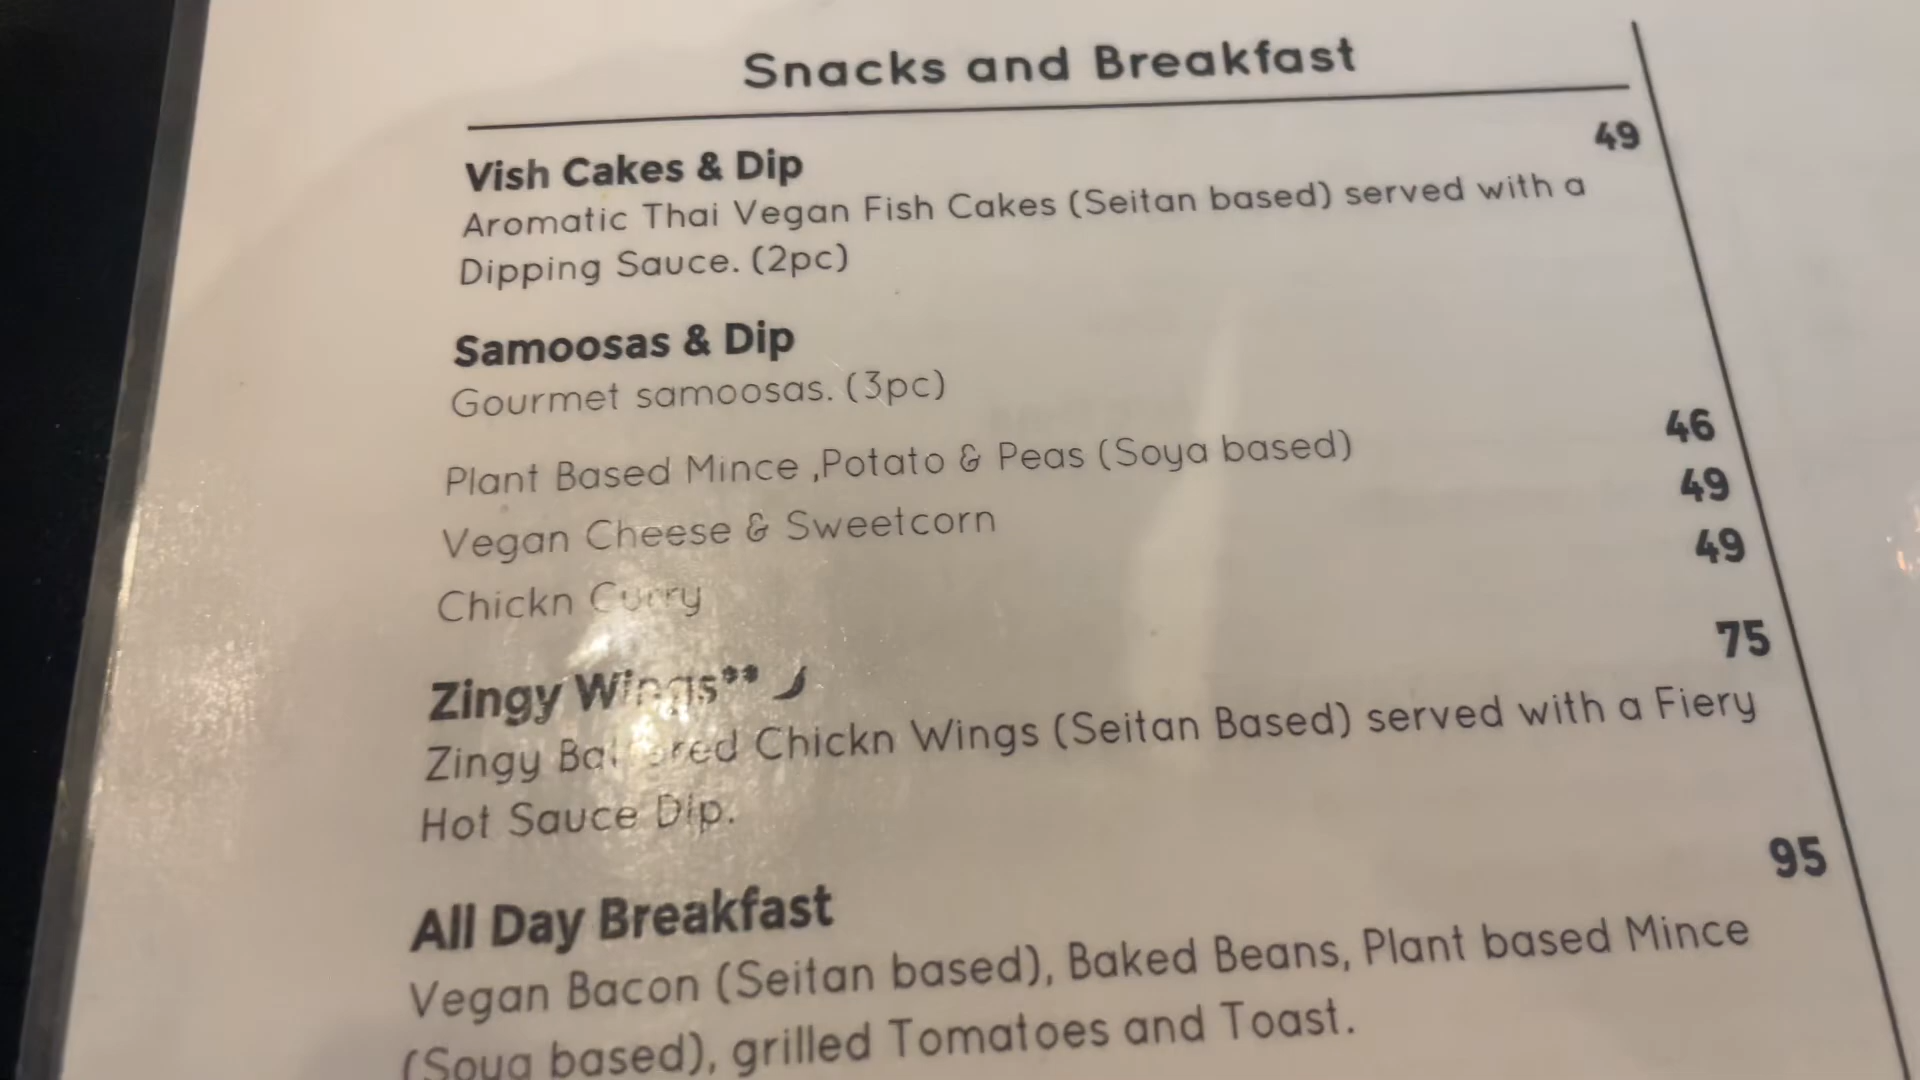 Snacks and Breakfast
Vish Cakes & Dip 49
Aromatic Thai Vegan Fish Cakes (Seitan based) served with a
Dipping Sauce. (2pc)
Samoosas & Dip
Gourmet samoosas. (3pc)
Plant Based Mince ,Potato & Peas (Soya based) 46
Vegan Cheese & Sweetcorn 49
Chickn Curry 49
Zingy Wings** 75
Zingy Battered Chickn Wings (Seitan Based) served with a Fiery
Hot Sauce Dip.
All Day Breakfast 95
Vegan Bacon (Seitan based), Baked Beans, Plant based Mince
(Soya based), grilled Tomatoes and Toast.